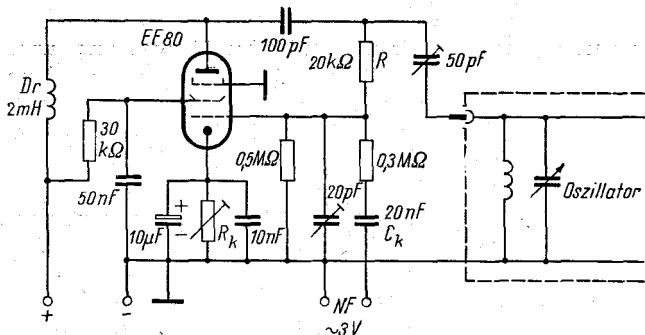 EF80
100pF
20kΩ
R
50pF
Dr
2mH
30
kΩ
50nF
0,5MΩ
20pF
0,3MΩ
Oszillator
+
−
10µF
R_k
10nF
20nF
C_k
+
−
NF
~3V